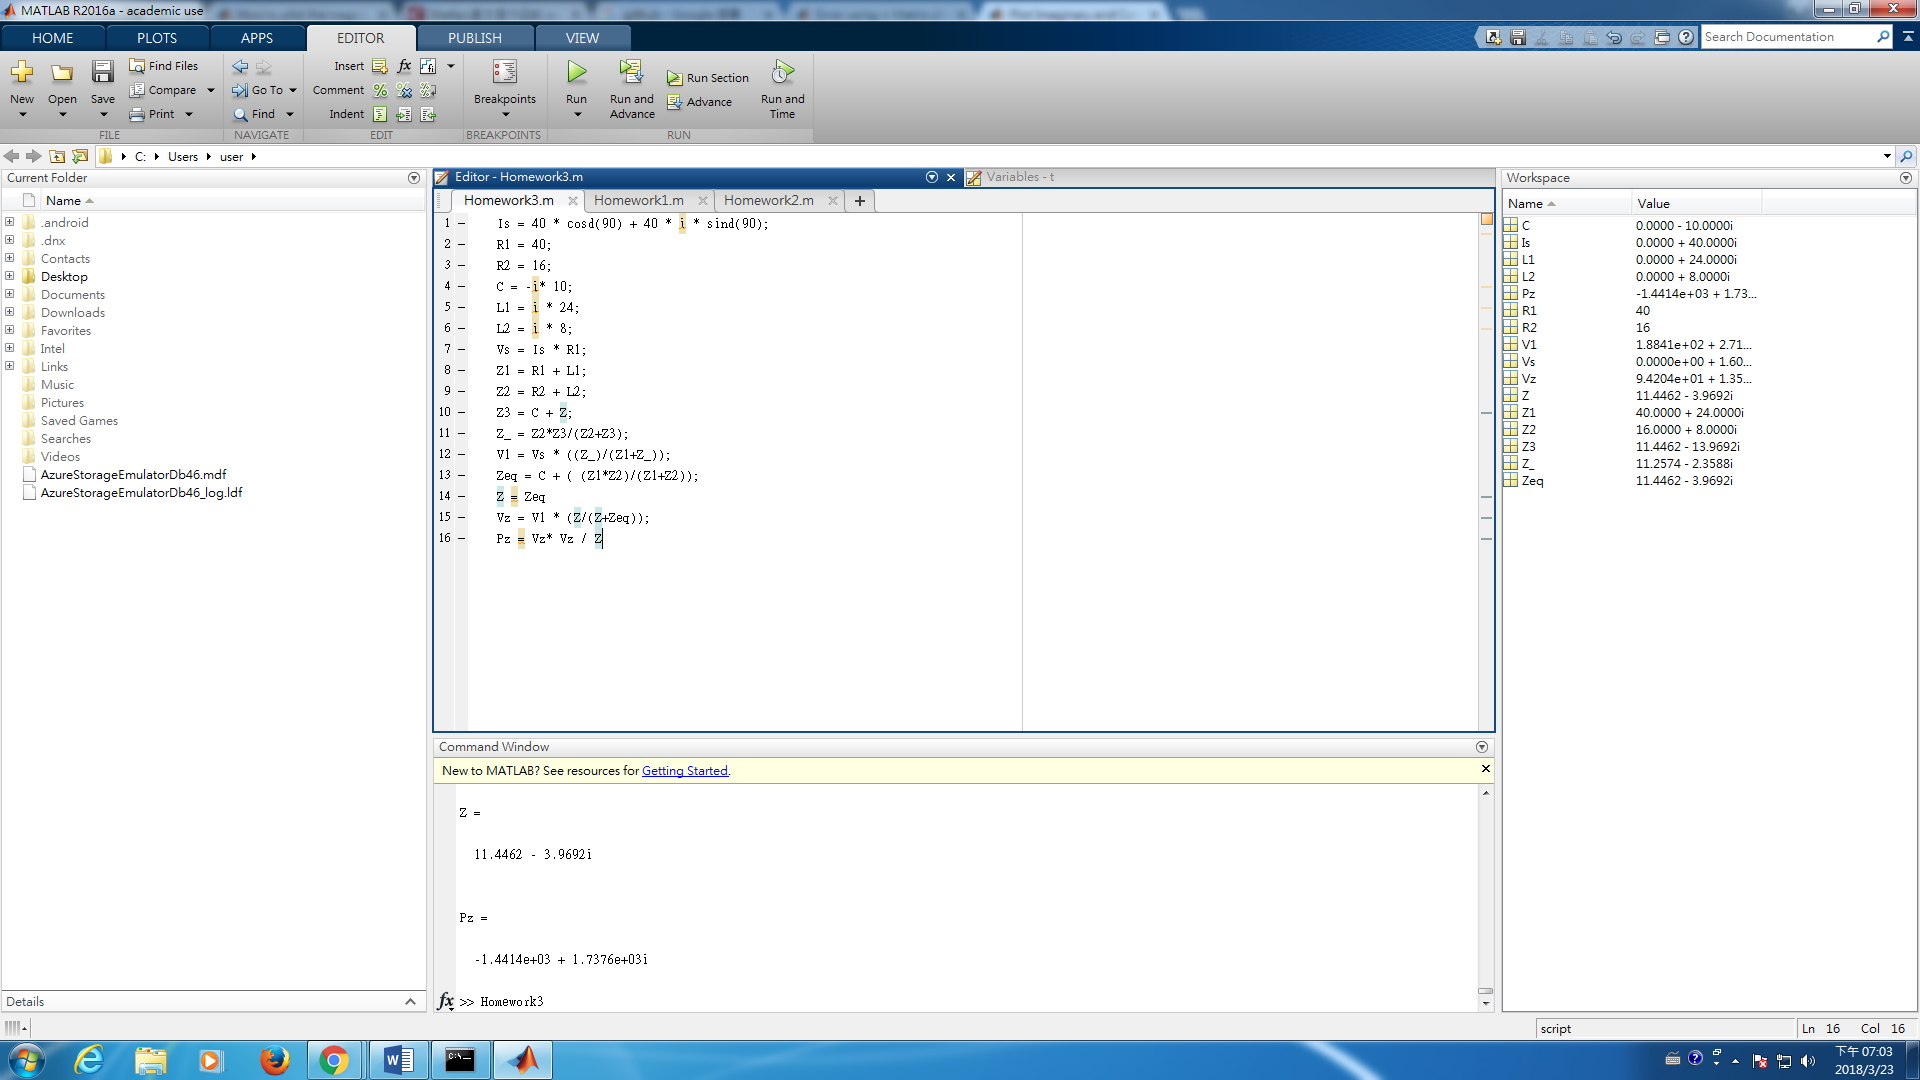 MATLAB R2016a - academic use
HOME PLOTS APPS EDITOR PUBLISH VIEW
Search Documentation
New Open Save Find Files Compare Print
FILE
Go To Find
NAVIGATE
Insert fx Comment Indent
EDIT
Breakpoints
BREAKPOINTS
Run Run and Advance Run Section Advance Run and Time
RUN
C: Users user
Current Folder
Name
.android
.dnx
Contacts
Desktop
Documents
Downloads
Favorites
Intel
Links
Music
Pictures
Saved Games
Searches
Videos
AzureStorageEmulatorDb46.mdf
AzureStorageEmulatorDb46_log.ldf
Details
Editor - Homework3.m
Variables - t
Homework3.m Homework1.m Homework2.m +
1 - Is = 40 * cosd(90) + 40 * i * sind(90);
2 - R1 = 40;
3 - R2 = 16;
4 - C = -i* 10;
5 - L1 = i * 24;
6 - L2 = i * 8;
7 - Vs = Is * R1;
8 - Z1 = R1 + L1;
9 - Z2 = R2 + L2;
10 - Z3 = C + Z;
11 - Z_ = Z2*Z3/(Z2+Z3);
12 - V1 = Vs * ((Z_)/(Z1+Z_));
13 - Zeq = C + ( (Z1*Z2)/(Z1+Z2));
14 - Z = Zeq
15 - Vz = V1 * (Z/(Z+Zeq));
16 - Pz = Vz* Vz / Z
Command Window
New to MATLAB? See resources for Getting Started.
Z =
11.4462 - 3.9692i
Pz =
-1.4414e+03 + 1.7376e+03i
fx >> Homework3
Workspace
Name Value
C 0.0000 - 10.0000i
Is 0.0000 + 40.0000i
L1 0.0000 + 24.0000i
L2 0.0000 + 8.0000i
Pz -1.4414e+03 + 1.73...
R1 40
R2 16
V1 1.8841e+02 + 2.71...
Vs 0.0000e+00 + 1.60...
Vz 9.4204e+01 + 1.35...
Z 11.4462 - 3.9692i
Z1 40.0000 + 24.0000i
Z2 16.0000 + 8.0000i
Z3 11.4462 - 13.9692i
Z_ 11.2574 - 2.3588i
Zeq 11.4462 - 3.9692i
script Ln 16 Col 16
下午 07:03
2018/3/23